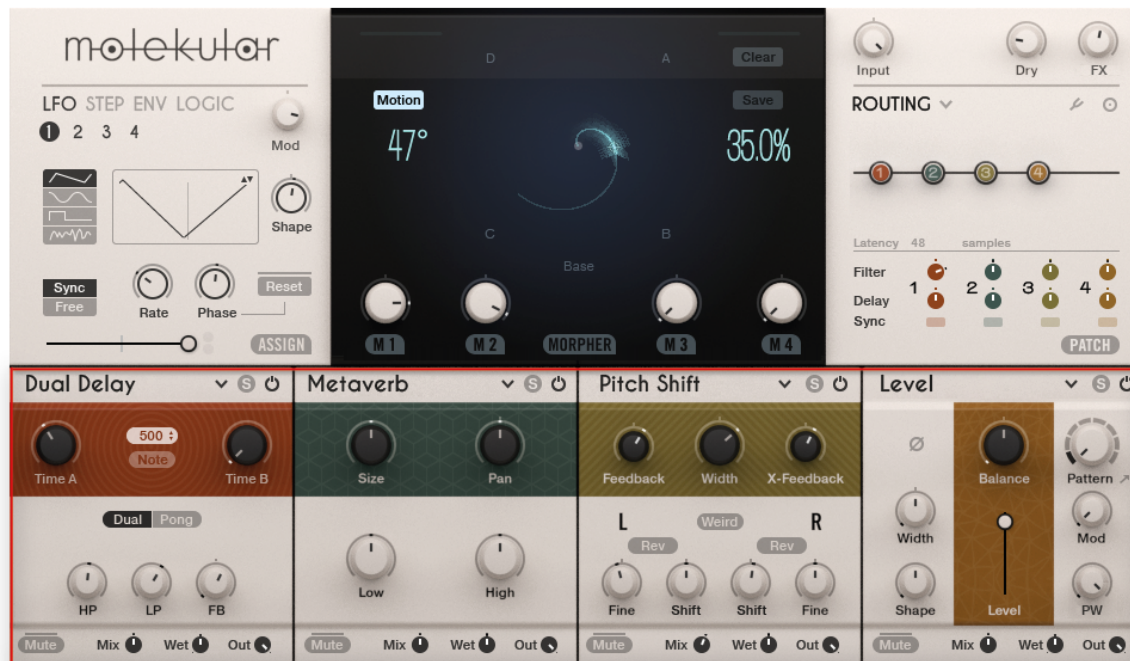 molekular
LFO STEP ENV LOGIC
1 2 3 4
Mod
Shape
Sync
Free
Rate
Phase
Reset
ASSIGN
D
A
Clear
Motion
Save
47°
35.0%
C
B
Base
M 1
M 2
MORPHER
M 3
M 4
Input
Dry
FX
ROUTING
1 2 3 4
Latency 48 samples
Filter
1 2 3 4
Delay
Sync
PATCH
Dual Delay S
Time A
500
Note
Time B
Dual Pong
HP LP FB
Mute Mix Wet Out
Metaverb S
Size Pan
Low High
Mute Mix Wet Out
Pitch Shift S
Feedback Width X-Feedback
L Weird R
Rev Rev
Fine Shift Shift Fine
Mute Mix Wet Out
Level S
Ø
Balance
Pattern
Width
Mod
Shape
Level
PW
Mute Mix Wet Out